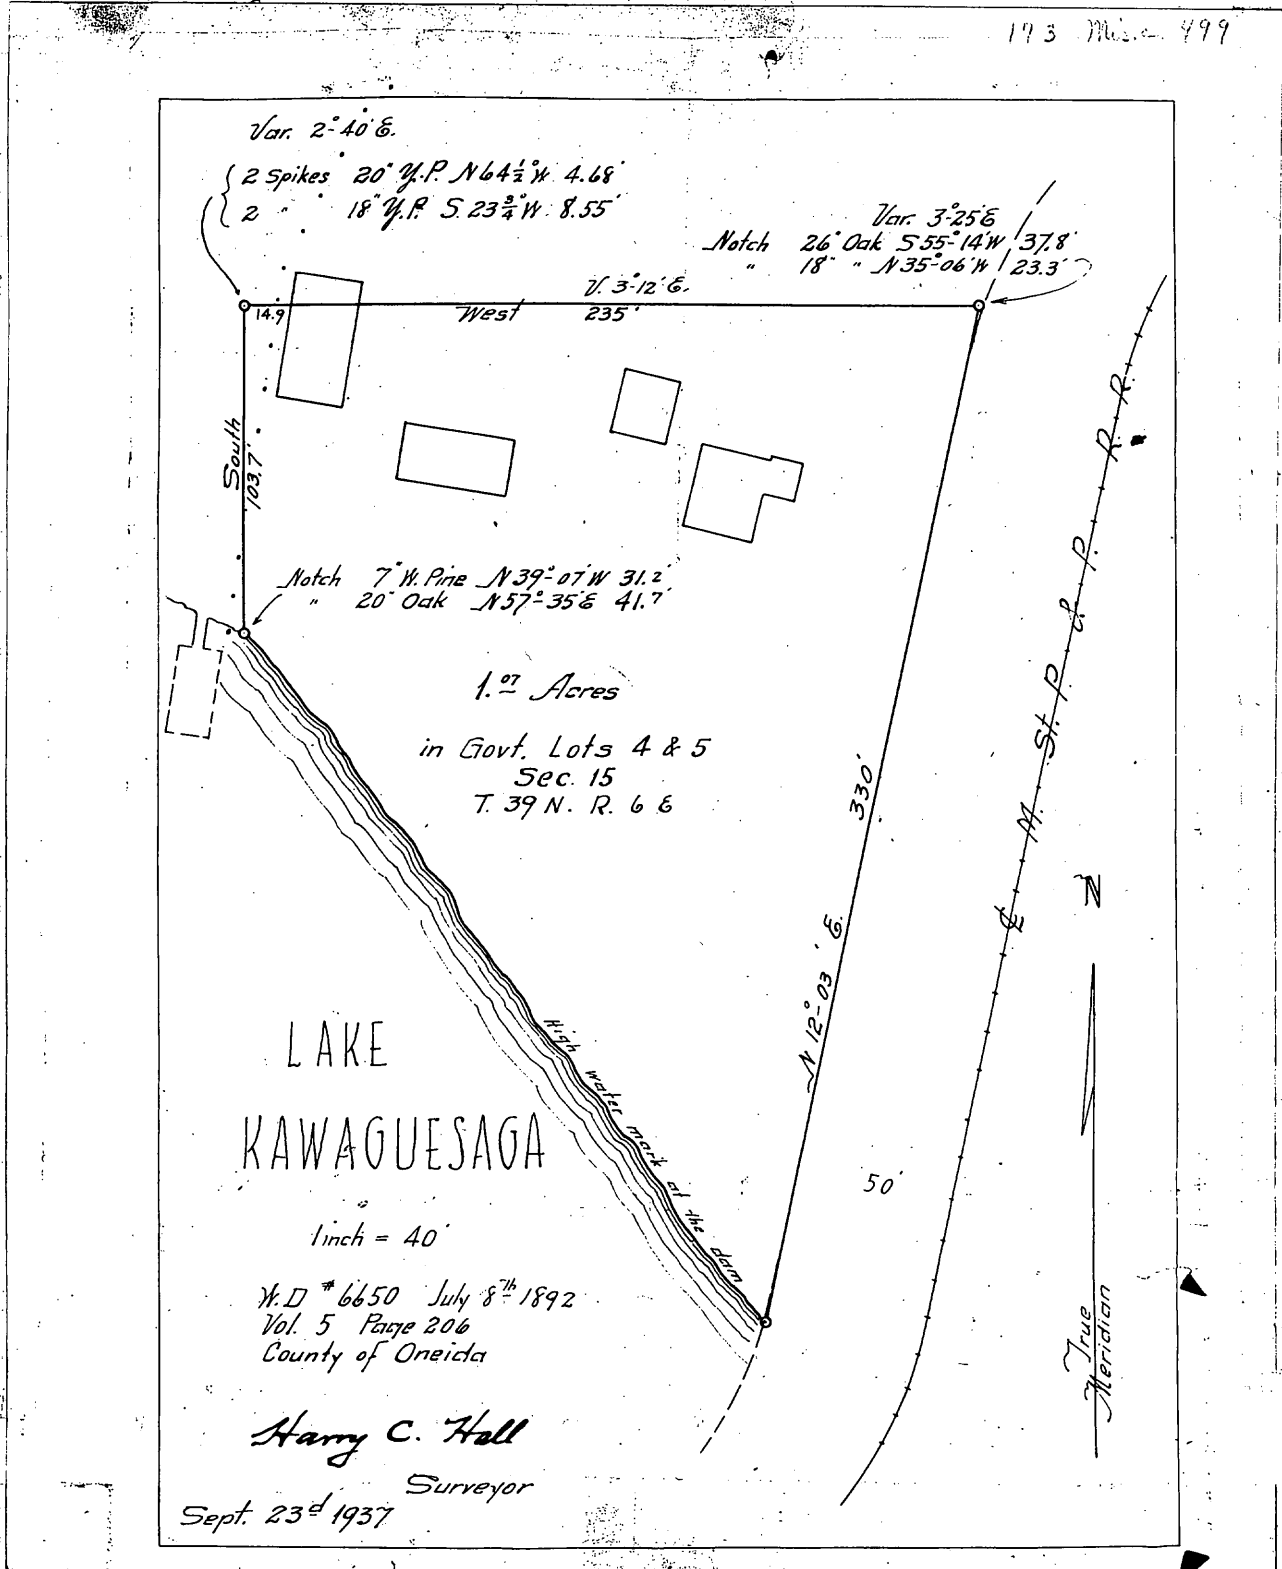 173 Misc 499
Var. 2°-40' E.
2 Spikes 20" Y.P. N 64½° W. 4.68'
2 " 18" Y.P. S. 23¾° W. 8.55'
Var. 3°-25' E
Notch 26" Oak S 55°-14' W 37.8'
" 18" " N 35°-06' W 23.3'
V. 3°-12' E.
14.9
West 235'
South
103.7'
Notch 7" W. Pine N 39°-07' W 31.2'
" 20" Oak N 57°-35' E 41.7'
1.07 Acres
in Govt. Lots 4 & 5
Sec. 15
T. 39 N. R. 6 E
330'
N 12°-03' E.
℄ M. St. P. & P. R. R.
N
High water mark at the dam
LAKE
KAWAGUESAGA
50'
1 inch = 40'
W.D #6650 July 8th 1892
Vol. 5 Page 206
County of Oneida
True
Meridian
Harry C. Hall
Surveyor
Sept. 23d 1937